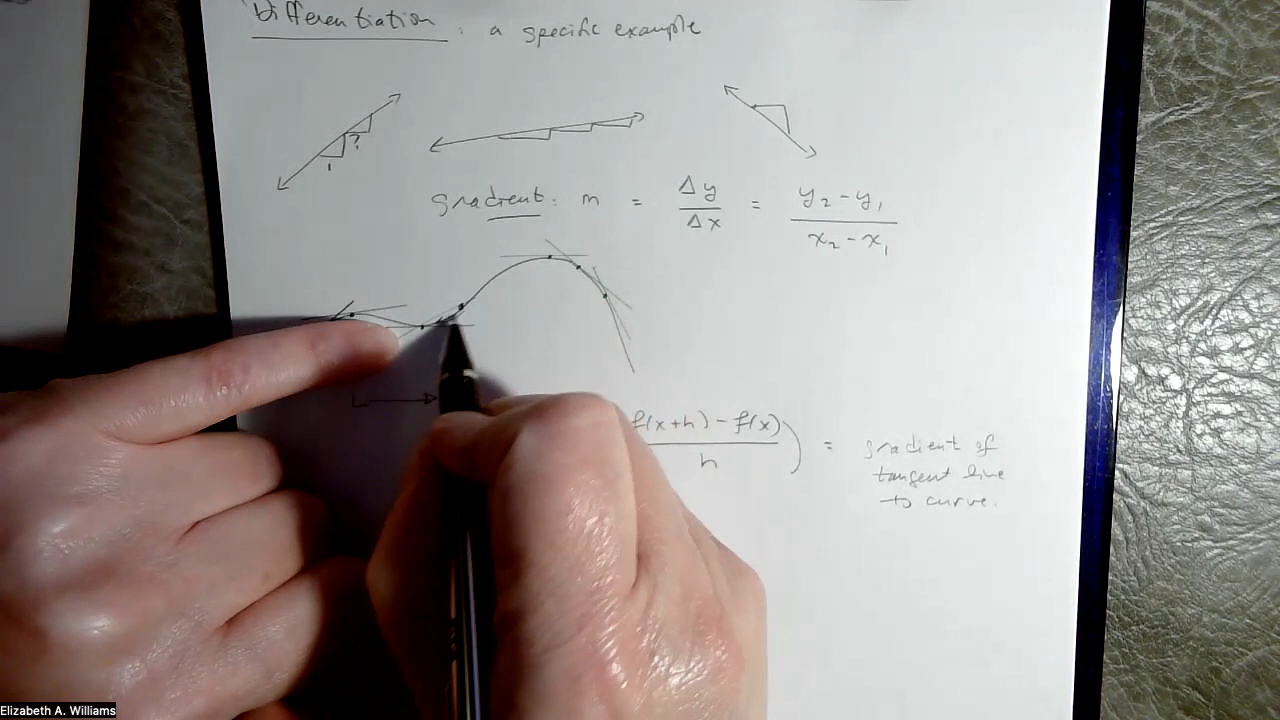 Differentiation : a specific example
?
1
gradient: m = Δy/Δx = (y₂-y₁)/(x₂-x₁)
f(x+h) - f(x)/h ) = gradient of
tangent line
to curve.
Elizabeth A. Williams